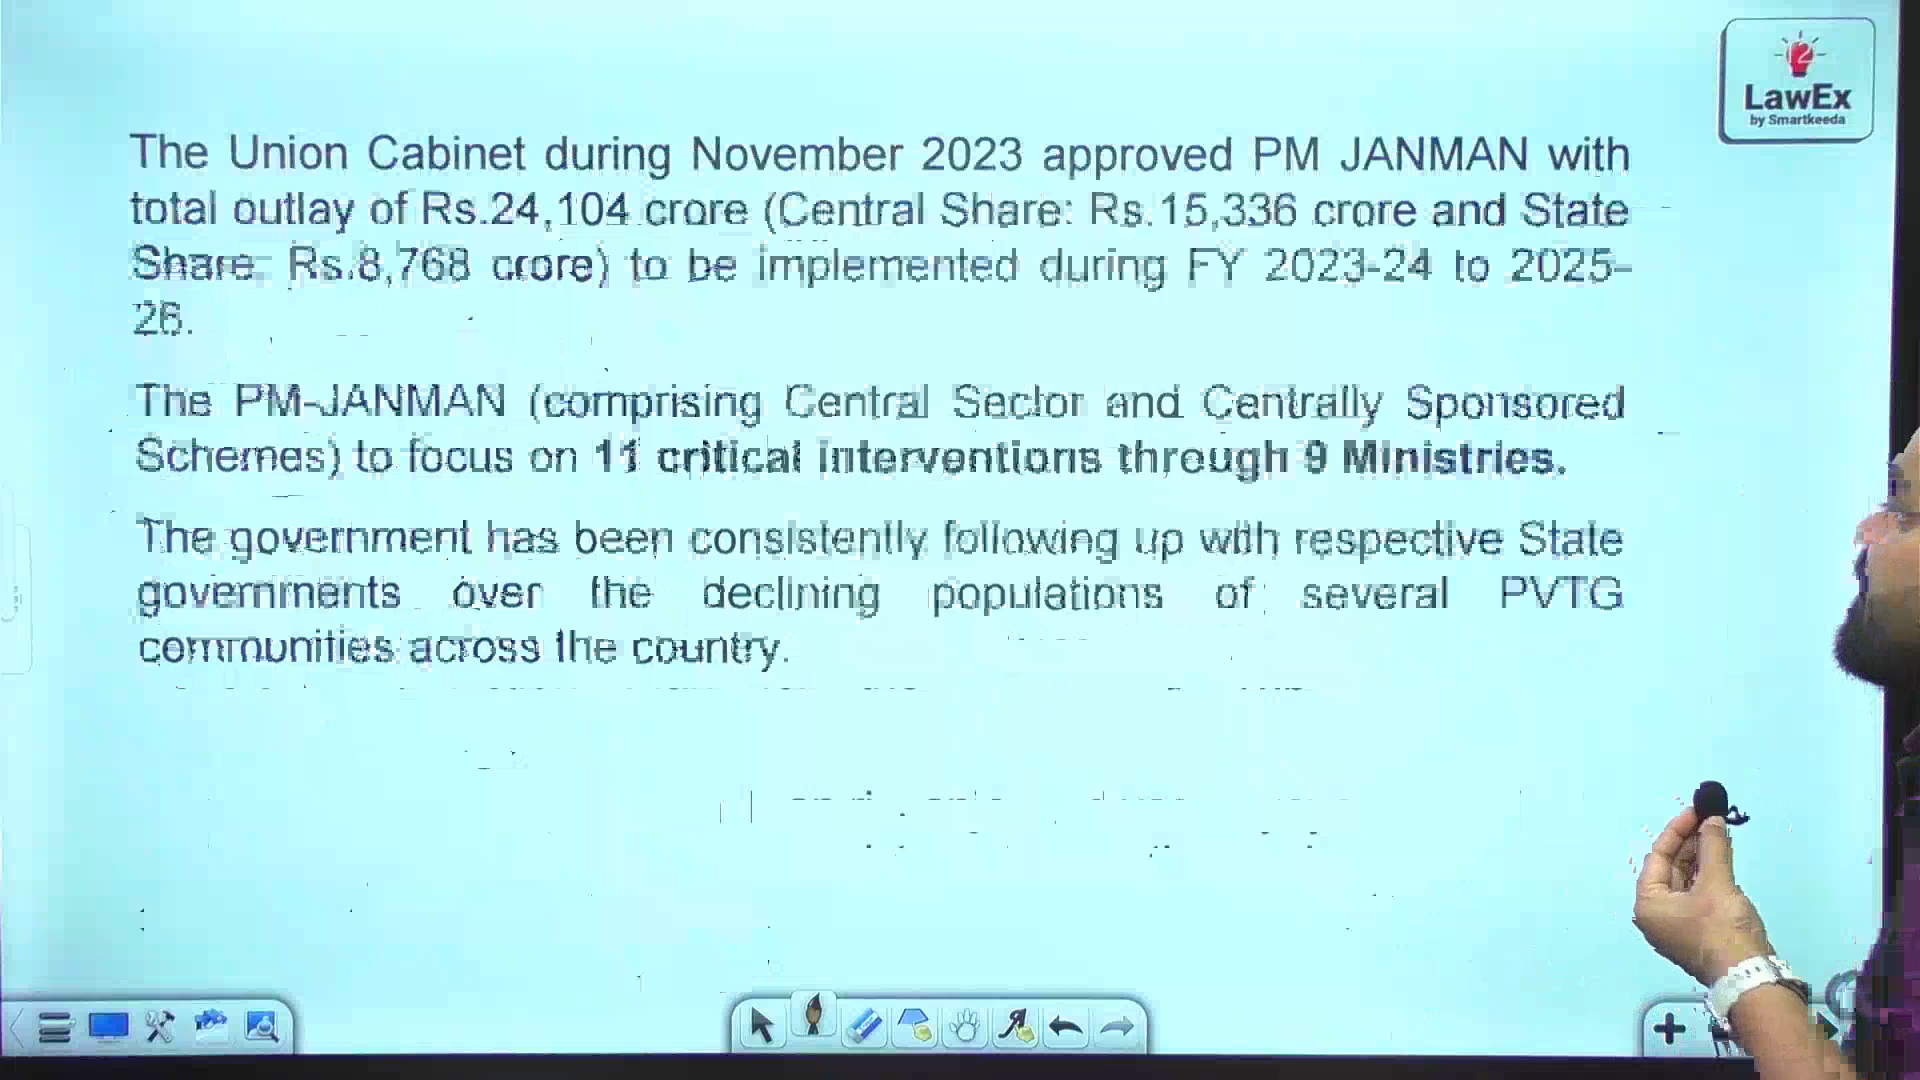 LawEx
by Smartkeeda
The Union Cabinet during November 2023 approved PM JANMAN with
total outlay of Rs.24,104 crore (Central Share: Rs.15,336 crore and State
Share: Rs.8,768 crore) to be implemented during FY 2023-24 to 2025-
26.
The PM-JANMAN (comprising Central Sector and Centrally Sponsored
Schemes) to focus on 11 critical interventions through 9 Ministries.
The government has been consistently following up with respective State
governments over the declining populations of several PVTG
communities across the country.